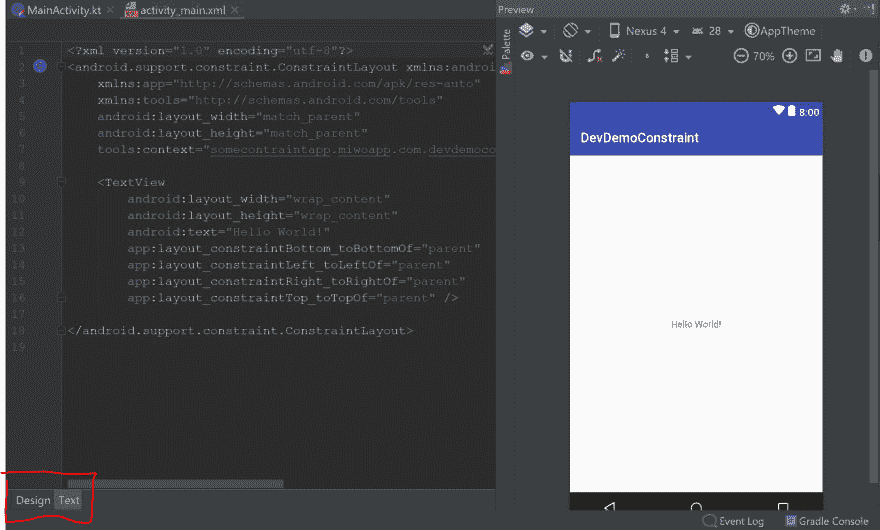 MainActivity.kt
activity_main.xml
1 <?xml version="1.0" encoding="utf-8"?>
2 <android.support.constraint.ConstraintLayout xmlns:andro
3 xmlns:app="http://schemas.android.com/apk/res-auto"
4 xmlns:tools="http://schemas.android.com/tools"
5 android:layout_width="match_parent"
6 android:layout_height="match_parent"
7 tools:context="somecontraintapp.miwoapp.com.devdemoco
8
9 <TextView
10 android:layout_width="wrap_content"
11 android:layout_height="wrap_content"
12 android:text="Hello World!"
13 app:layout_constraintBottom_toBottomOf="parent"
14 app:layout_constraintLeft_toLeftOf="parent"
15 app:layout_constraintRight_toRightOf="parent"
16 app:layout_constraintTop_toTopOf="parent" />
17
18 </android.support.constraint.ConstraintLayout>
19
Design Text
Preview
Palette
Nexus 4
28
AppTheme
70%
8:00
DevDemoConstraint
Hello World!
Event Log
Gradle Console